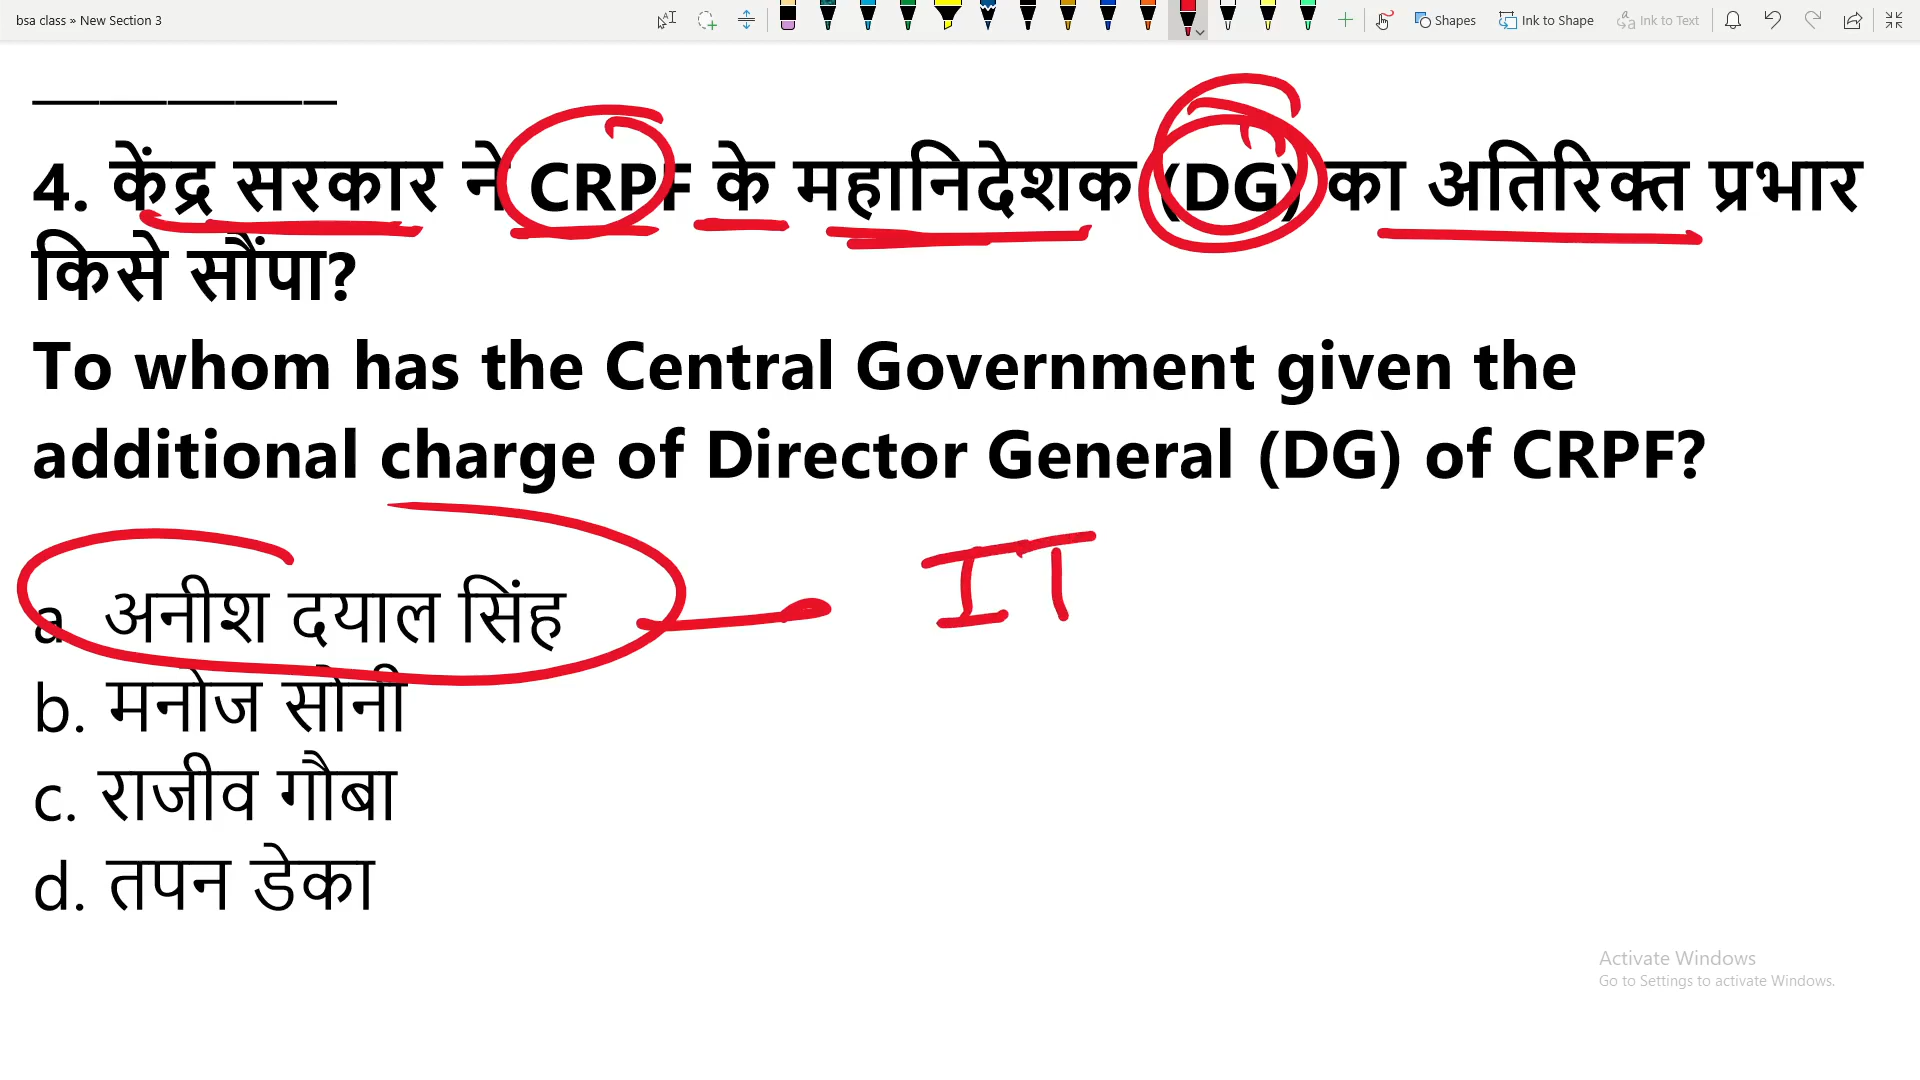 bsa class » New Section 3
Shapes Ink to Shape Ink to Text
4. केंद्र सरकार ने CRPF के महानिदेशक (DG) का अतिरिक्त प्रभार
किसे सौंपा?
To whom has the Central Government given the
additional charge of Director General (DG) of CRPF?
IT
a. अनीश दयाल सिंह
b. मनोज सोनी
c. राजीव गौबा
d. तपन डेका
Activate Windows
Go to Settings to activate Windows.